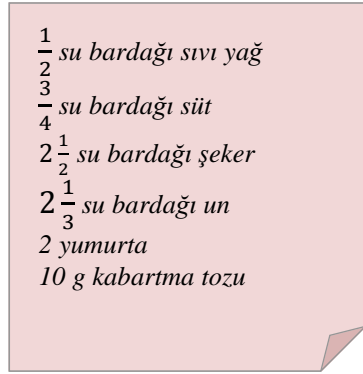 1/2 su bardağı sıvı yağ
3/4 su bardağı süt
2 1/2 su bardağı şeker
2 1/3 su bardağı un
2 yumurta
10 g kabartma tozu